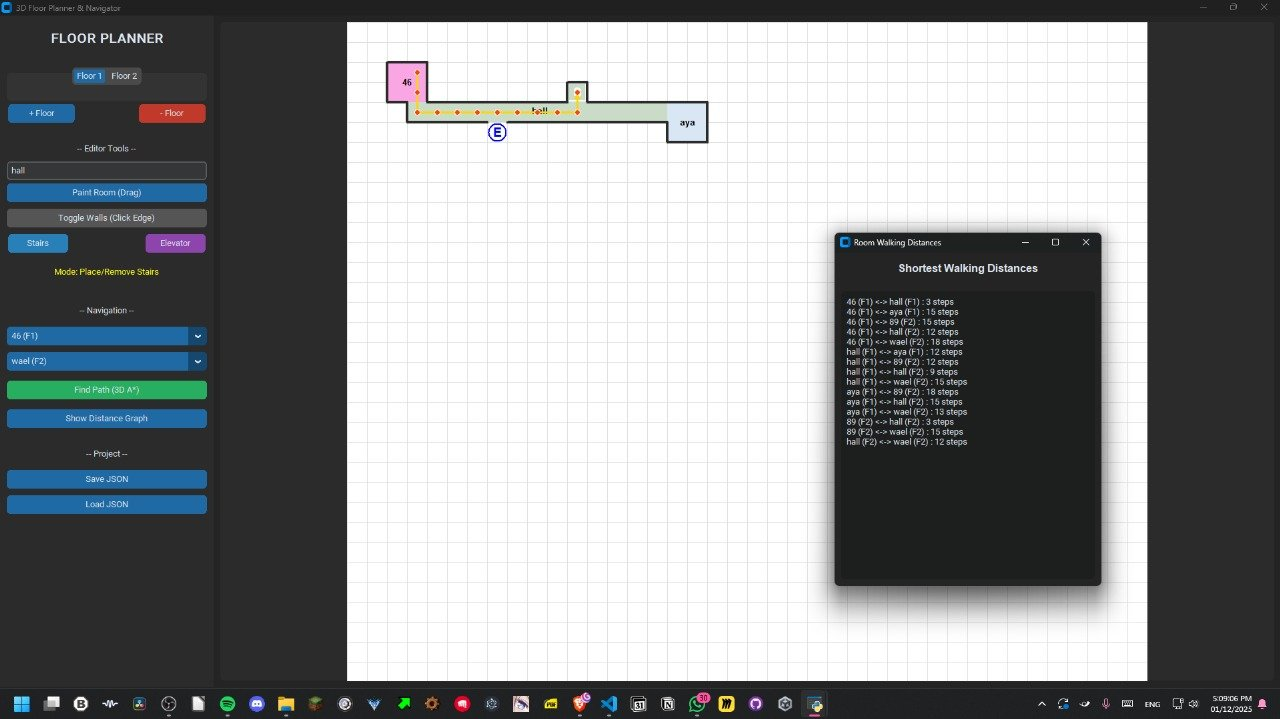 3D Floor Planner & Navigator
FLOOR PLANNER
Floor 1 Floor 2
+ Floor - Floor
-- Editor Tools --
hall
Paint Room (Drag)
Toggle Walls (Click Edge)
Stairs Elevator
Mode: Place/Remove Stairs
-- Navigation --
46 (F1)
wael (F2)
Find Path (3D A*)
Show Distance Graph
-- Project --
Save JSON
Load JSON
46
hall
aya
E
Room Walking Distances
Shortest Walking Distances
46 (F1) <-> hall (F1) : 3 steps
46 (F1) <-> aya (F1) : 15 steps
46 (F1) <-> 89 (F2) : 15 steps
46 (F1) <-> hall (F2) : 12 steps
46 (F1) <-> wael (F2) : 18 steps
hall (F1) <-> aya (F1) : 12 steps
hall (F1) <-> 89 (F2) : 12 steps
hall (F1) <-> hall (F2) : 9 steps
hall (F1) <-> wael (F2) : 15 steps
aya (F1) <-> 89 (F2) : 18 steps
aya (F1) <-> hall (F2) : 15 steps
aya (F1) <-> wael (F2) : 13 steps
89 (F2) <-> hall (F2) : 3 steps
89 (F2) <-> wael (F2) : 15 steps
hall (F2) <-> wael (F2) : 12 steps
30
ENG
5:09:06 PM
01/12/2025